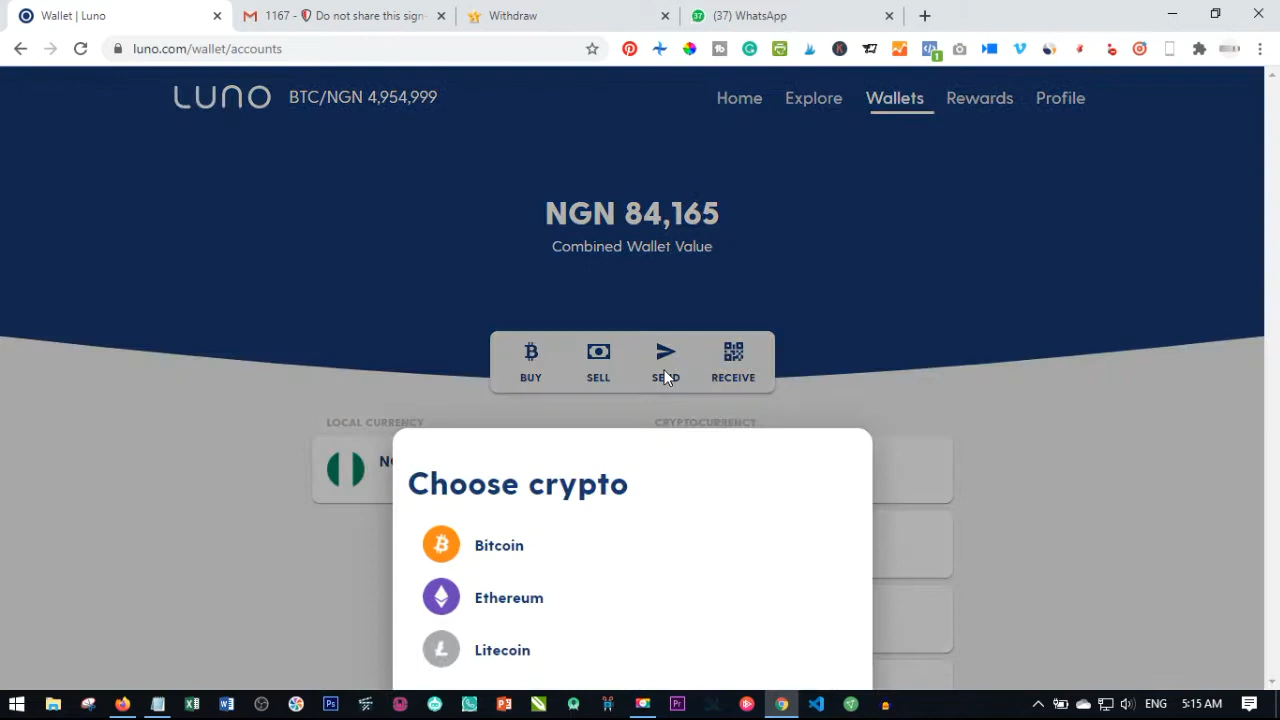 Wallet | Luno
1167 - Do not share this sign-
Withdraw
(37) WhatsApp
luno.com/wallet/accounts
LUNO
BTC/NGN 4,954,999
Home
Explore
Wallets
Rewards
Profile
NGN 84,165
Combined Wallet Value
BUY
SELL
SEND
RECEIVE
LOCAL CURRENCY
CRYPTOCURRENCY
Choose crypto
Bitcoin
Ethereum
Litecoin
ENG
5:15 AM